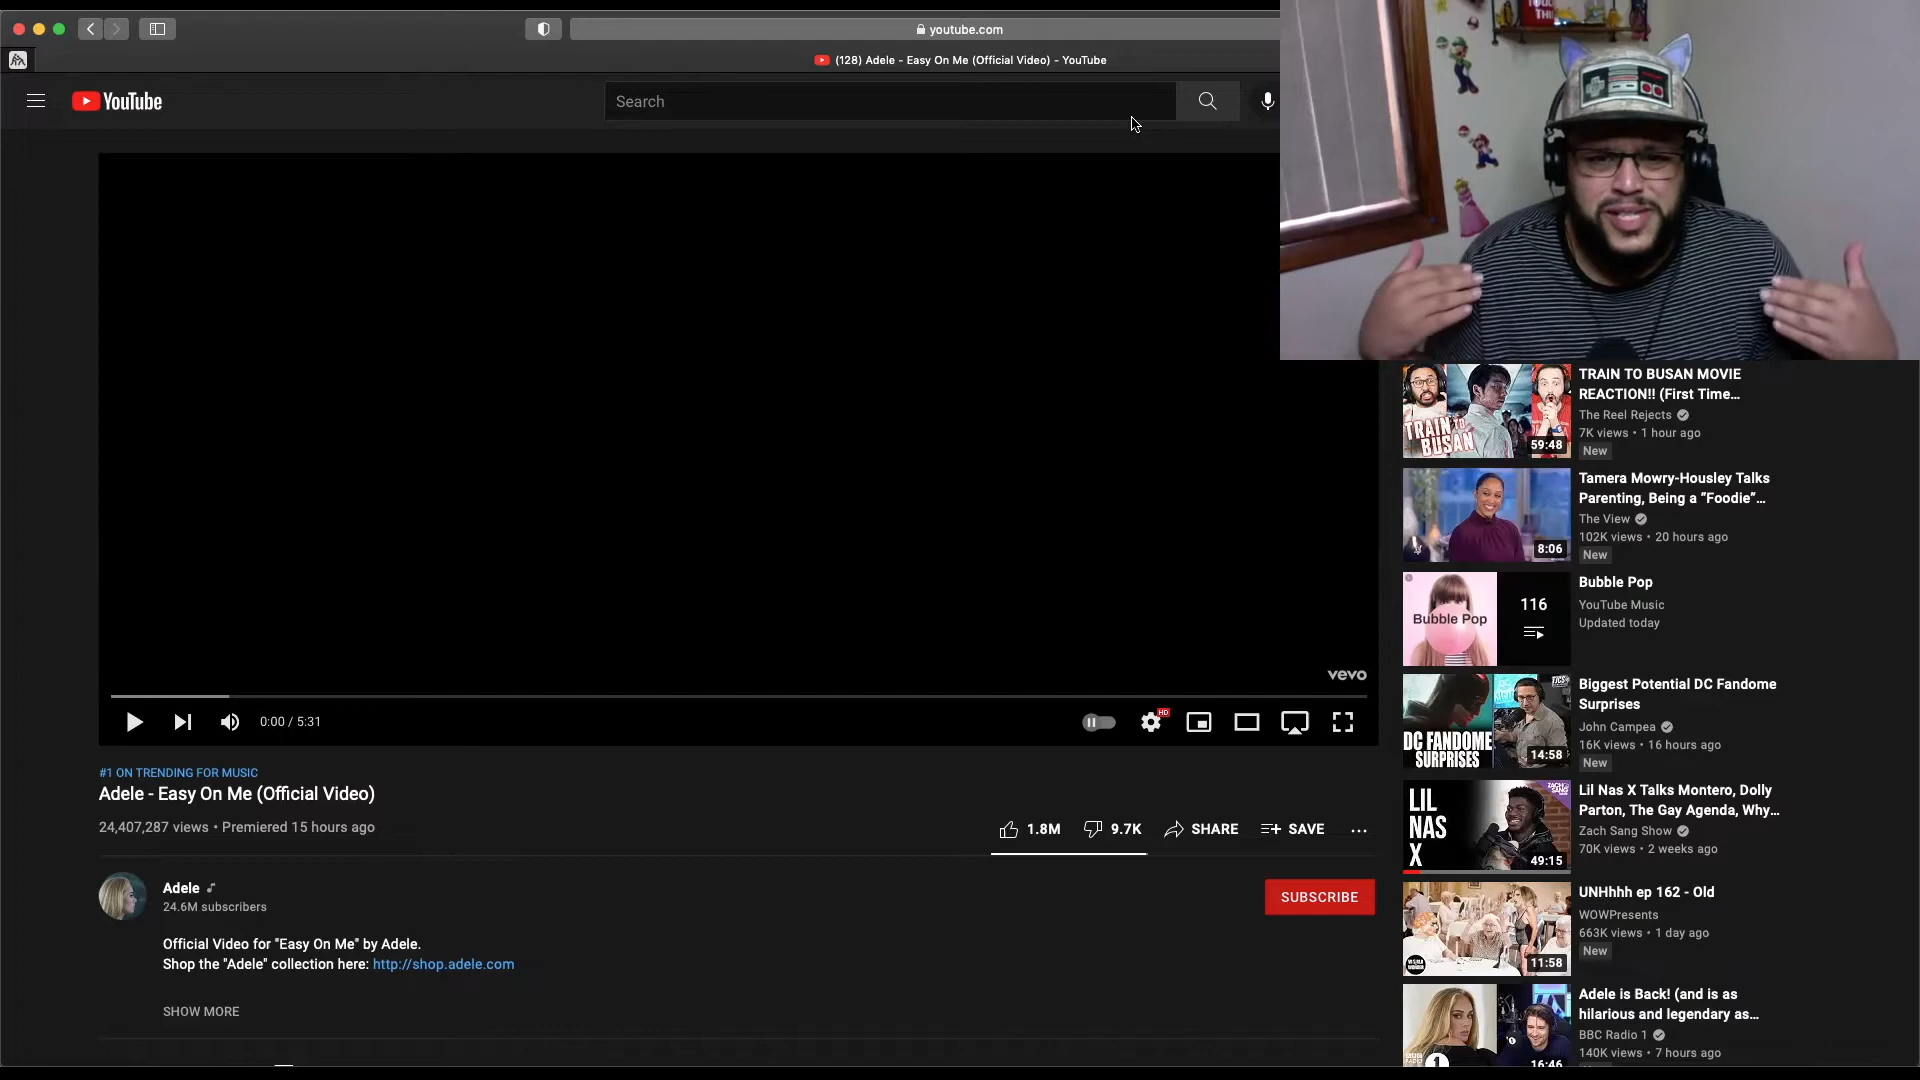 youtube.com
(128) Adele - Easy On Me (Official Video) - YouTube
YouTube
Search
vevo
0:00 / 5:31
HD
#1 ON TRENDING FOR MUSIC
Adele - Easy On Me (Official Video)
24,407,287 views • Premiered 15 hours ago
1.8M
9.7K
SHARE
SAVE
Adele
24.6M subscribers
SUBSCRIBE
Official Video for "Easy On Me" by Adele.
Shop the "Adele" collection here: http://shop.adele.com
SHOW MORE
TRAIN TO BUSAN
59:48
TRAIN TO BUSAN MOVIE
REACTION!! (First Time...
The Reel Rejects
7K views • 1 hour ago
New
8:06
Tamera Mowry-Housley Talks
Parenting, Being a “Foodie”...
The View
102K views • 20 hours ago
New
Bubble Pop
116
Bubble Pop
YouTube Music
Updated today
DC FANDOME
SURPRISES
14:58
Biggest Potential DC Fandome
Surprises
John Campea
16K views • 16 hours ago
New
LIL
NAS
X
49:15
Lil Nas X Talks Montero, Dolly
Parton, The Gay Agenda, Why...
Zach Sang Show
70K views • 2 weeks ago
11:58
UNHhhh ep 162 - Old
WOWPresents
663K views • 1 day ago
New
1
16:46
Adele is Back! (and is as
hilarious and legendary as...
BBC Radio 1
140K views • 7 hours ago